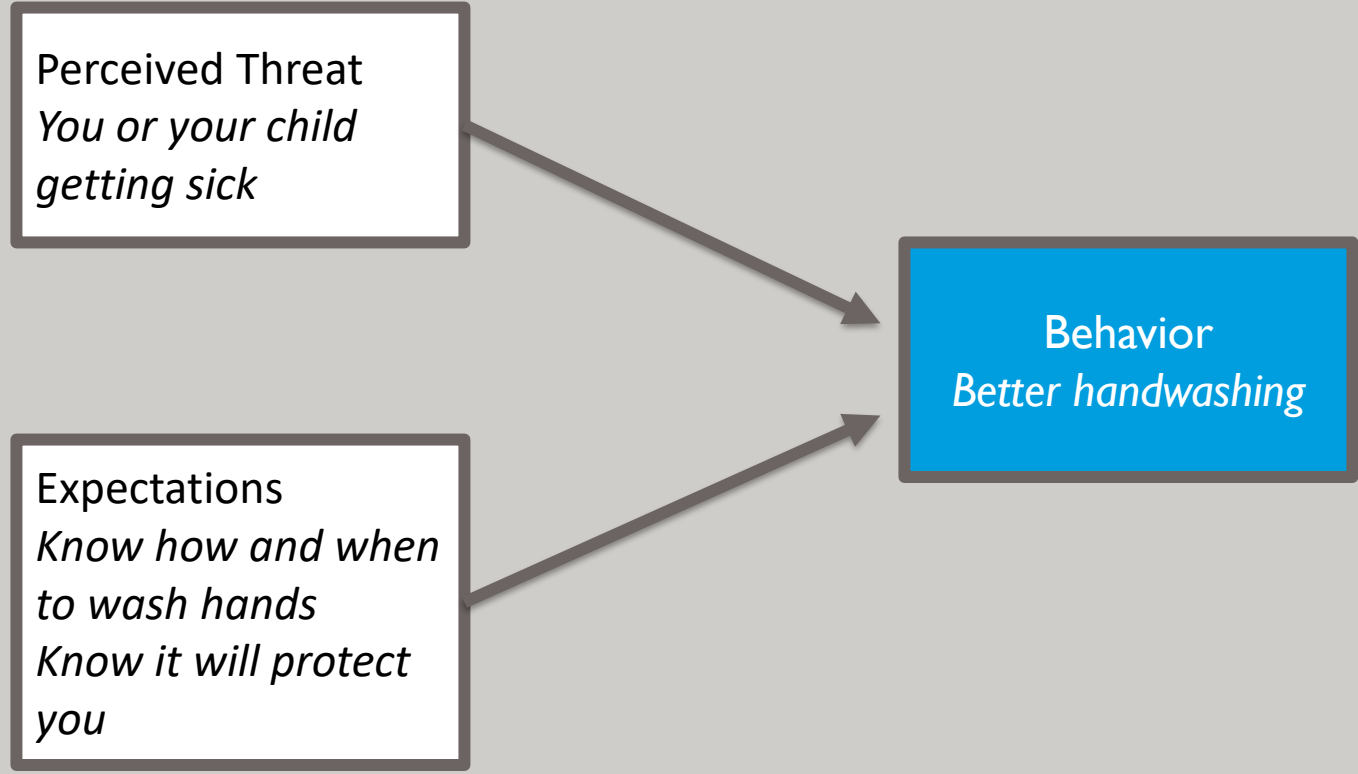 Perceived Threat
You or your child
getting sick
Behavior
Better handwashing
Expectations
Know how and when
to wash hands
Know it will protect
you